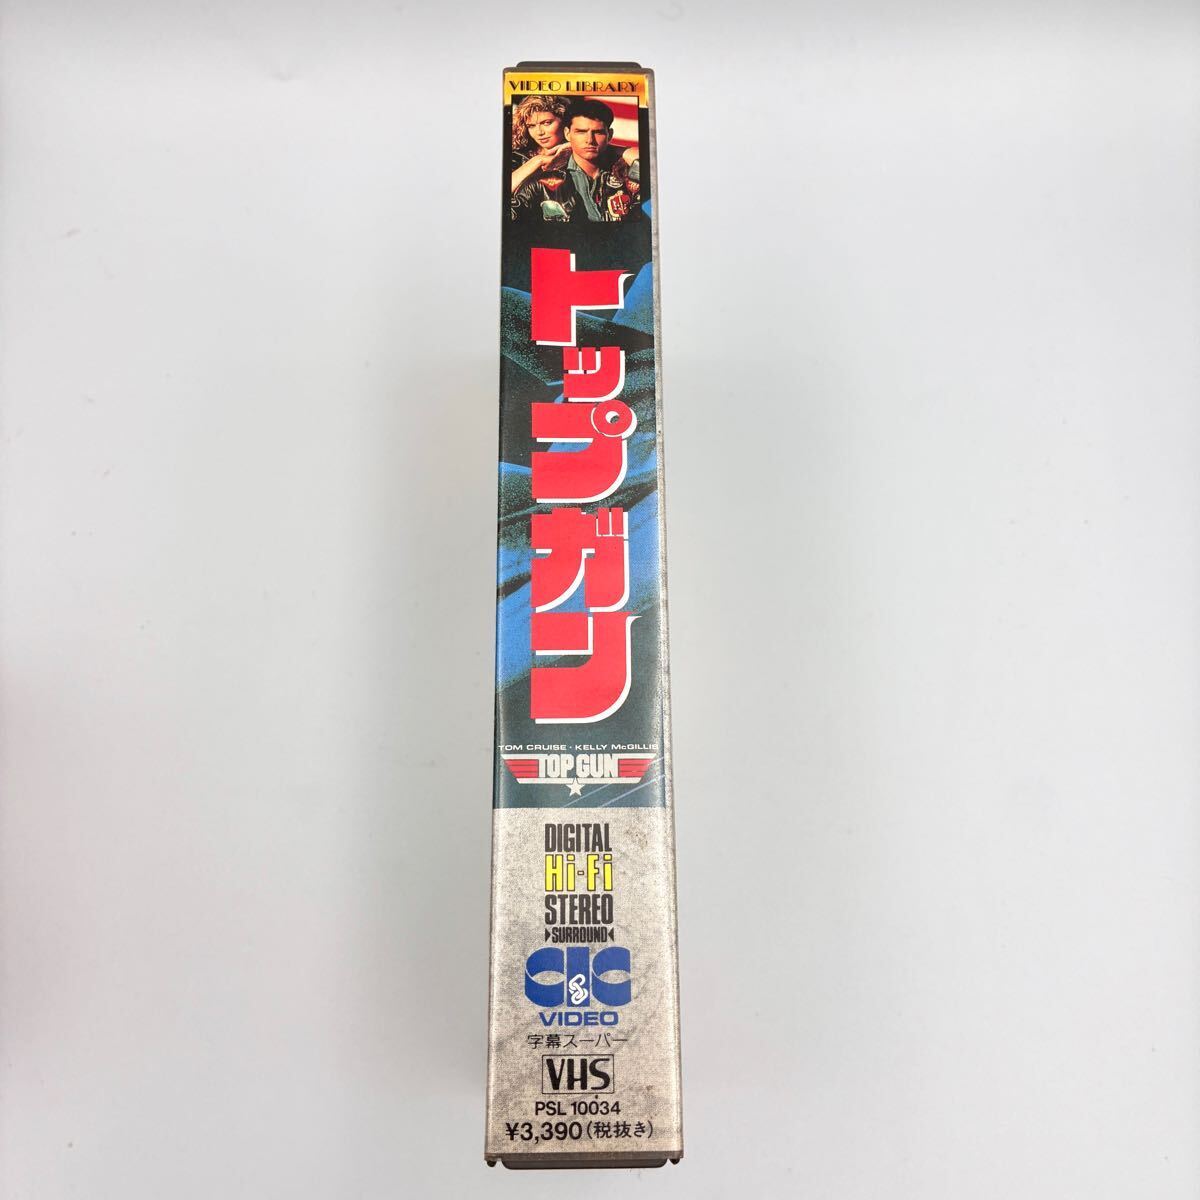 VIDEO LIBRARY
トップガン
TOM CRUISE・KELLY McGILLIS
TOP GUN
DIGITAL
Hi-Fi
STEREO
SURROUND
CIC
VIDEO
字幕スーパー
VHS
PSL 10034
¥3,390(税抜き)